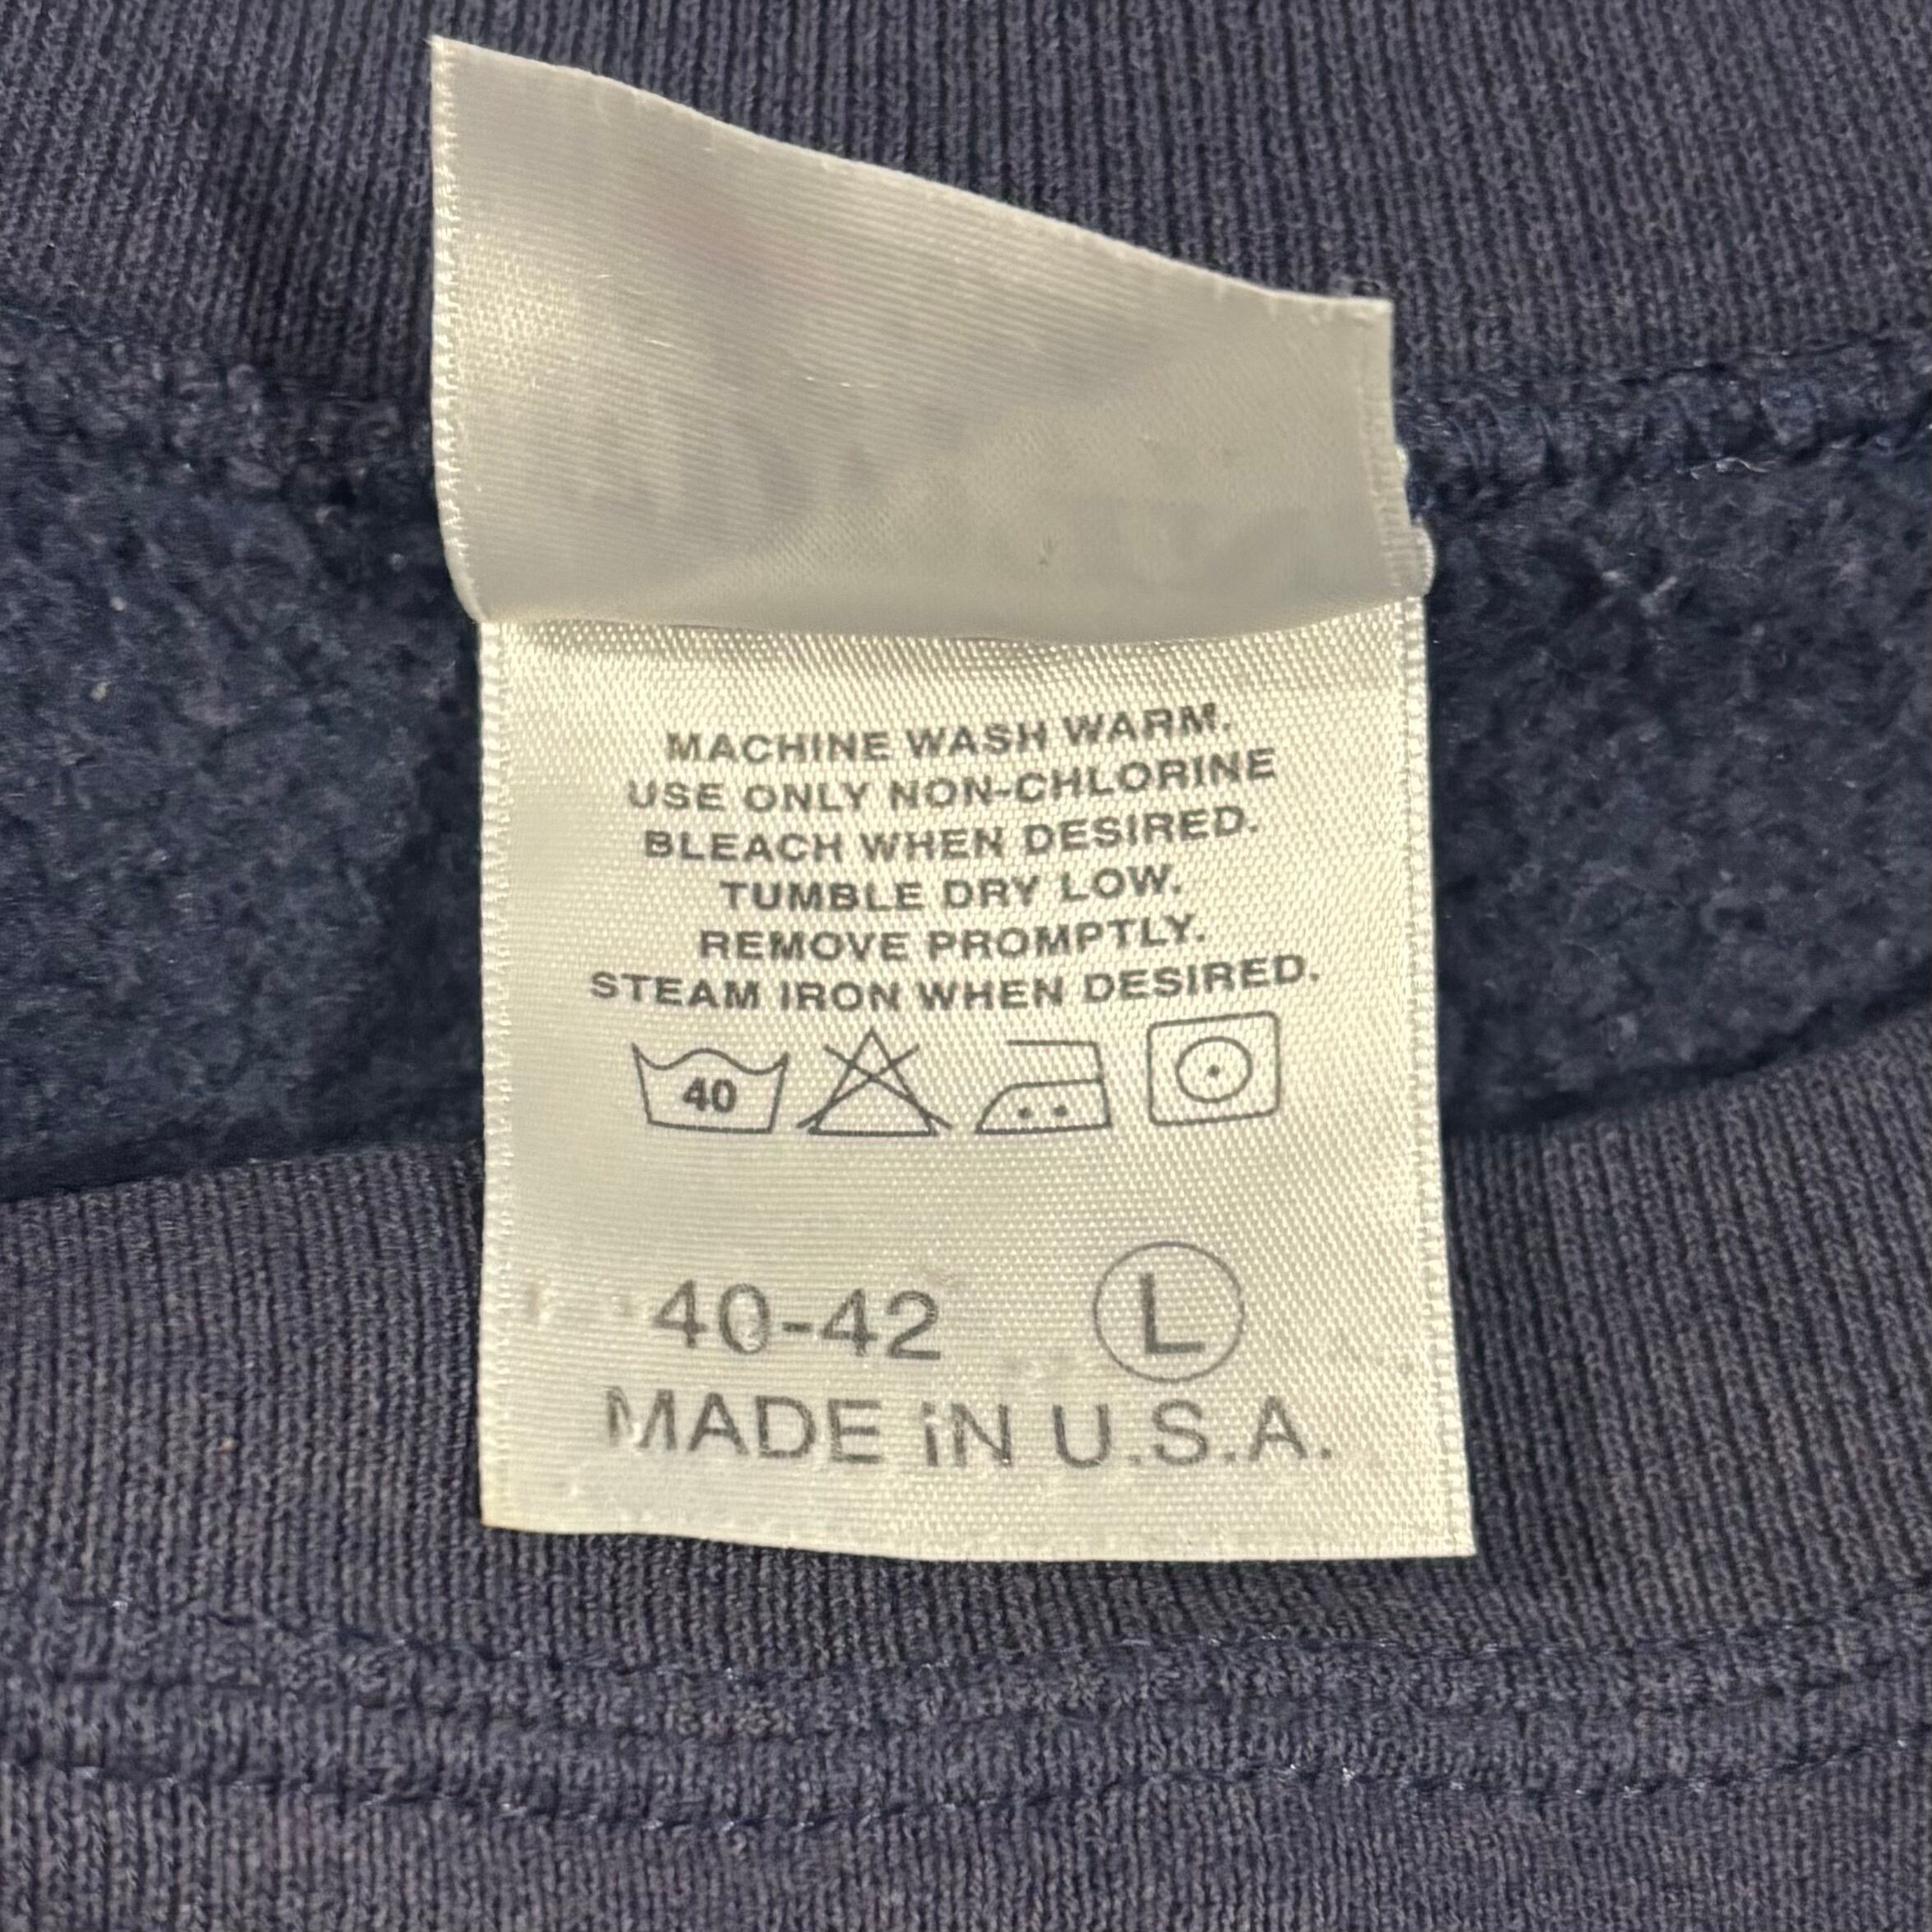 MACHINE WASH WARM.
USE ONLY NON-CHLORINE
BLEACH WHEN DESIRED.
TUMBLE DRY LOW.
REMOVE PROMPTLY.
STEAM IRON WHEN DESIRED.
40
40-42 L
MADE iN U.S.A.